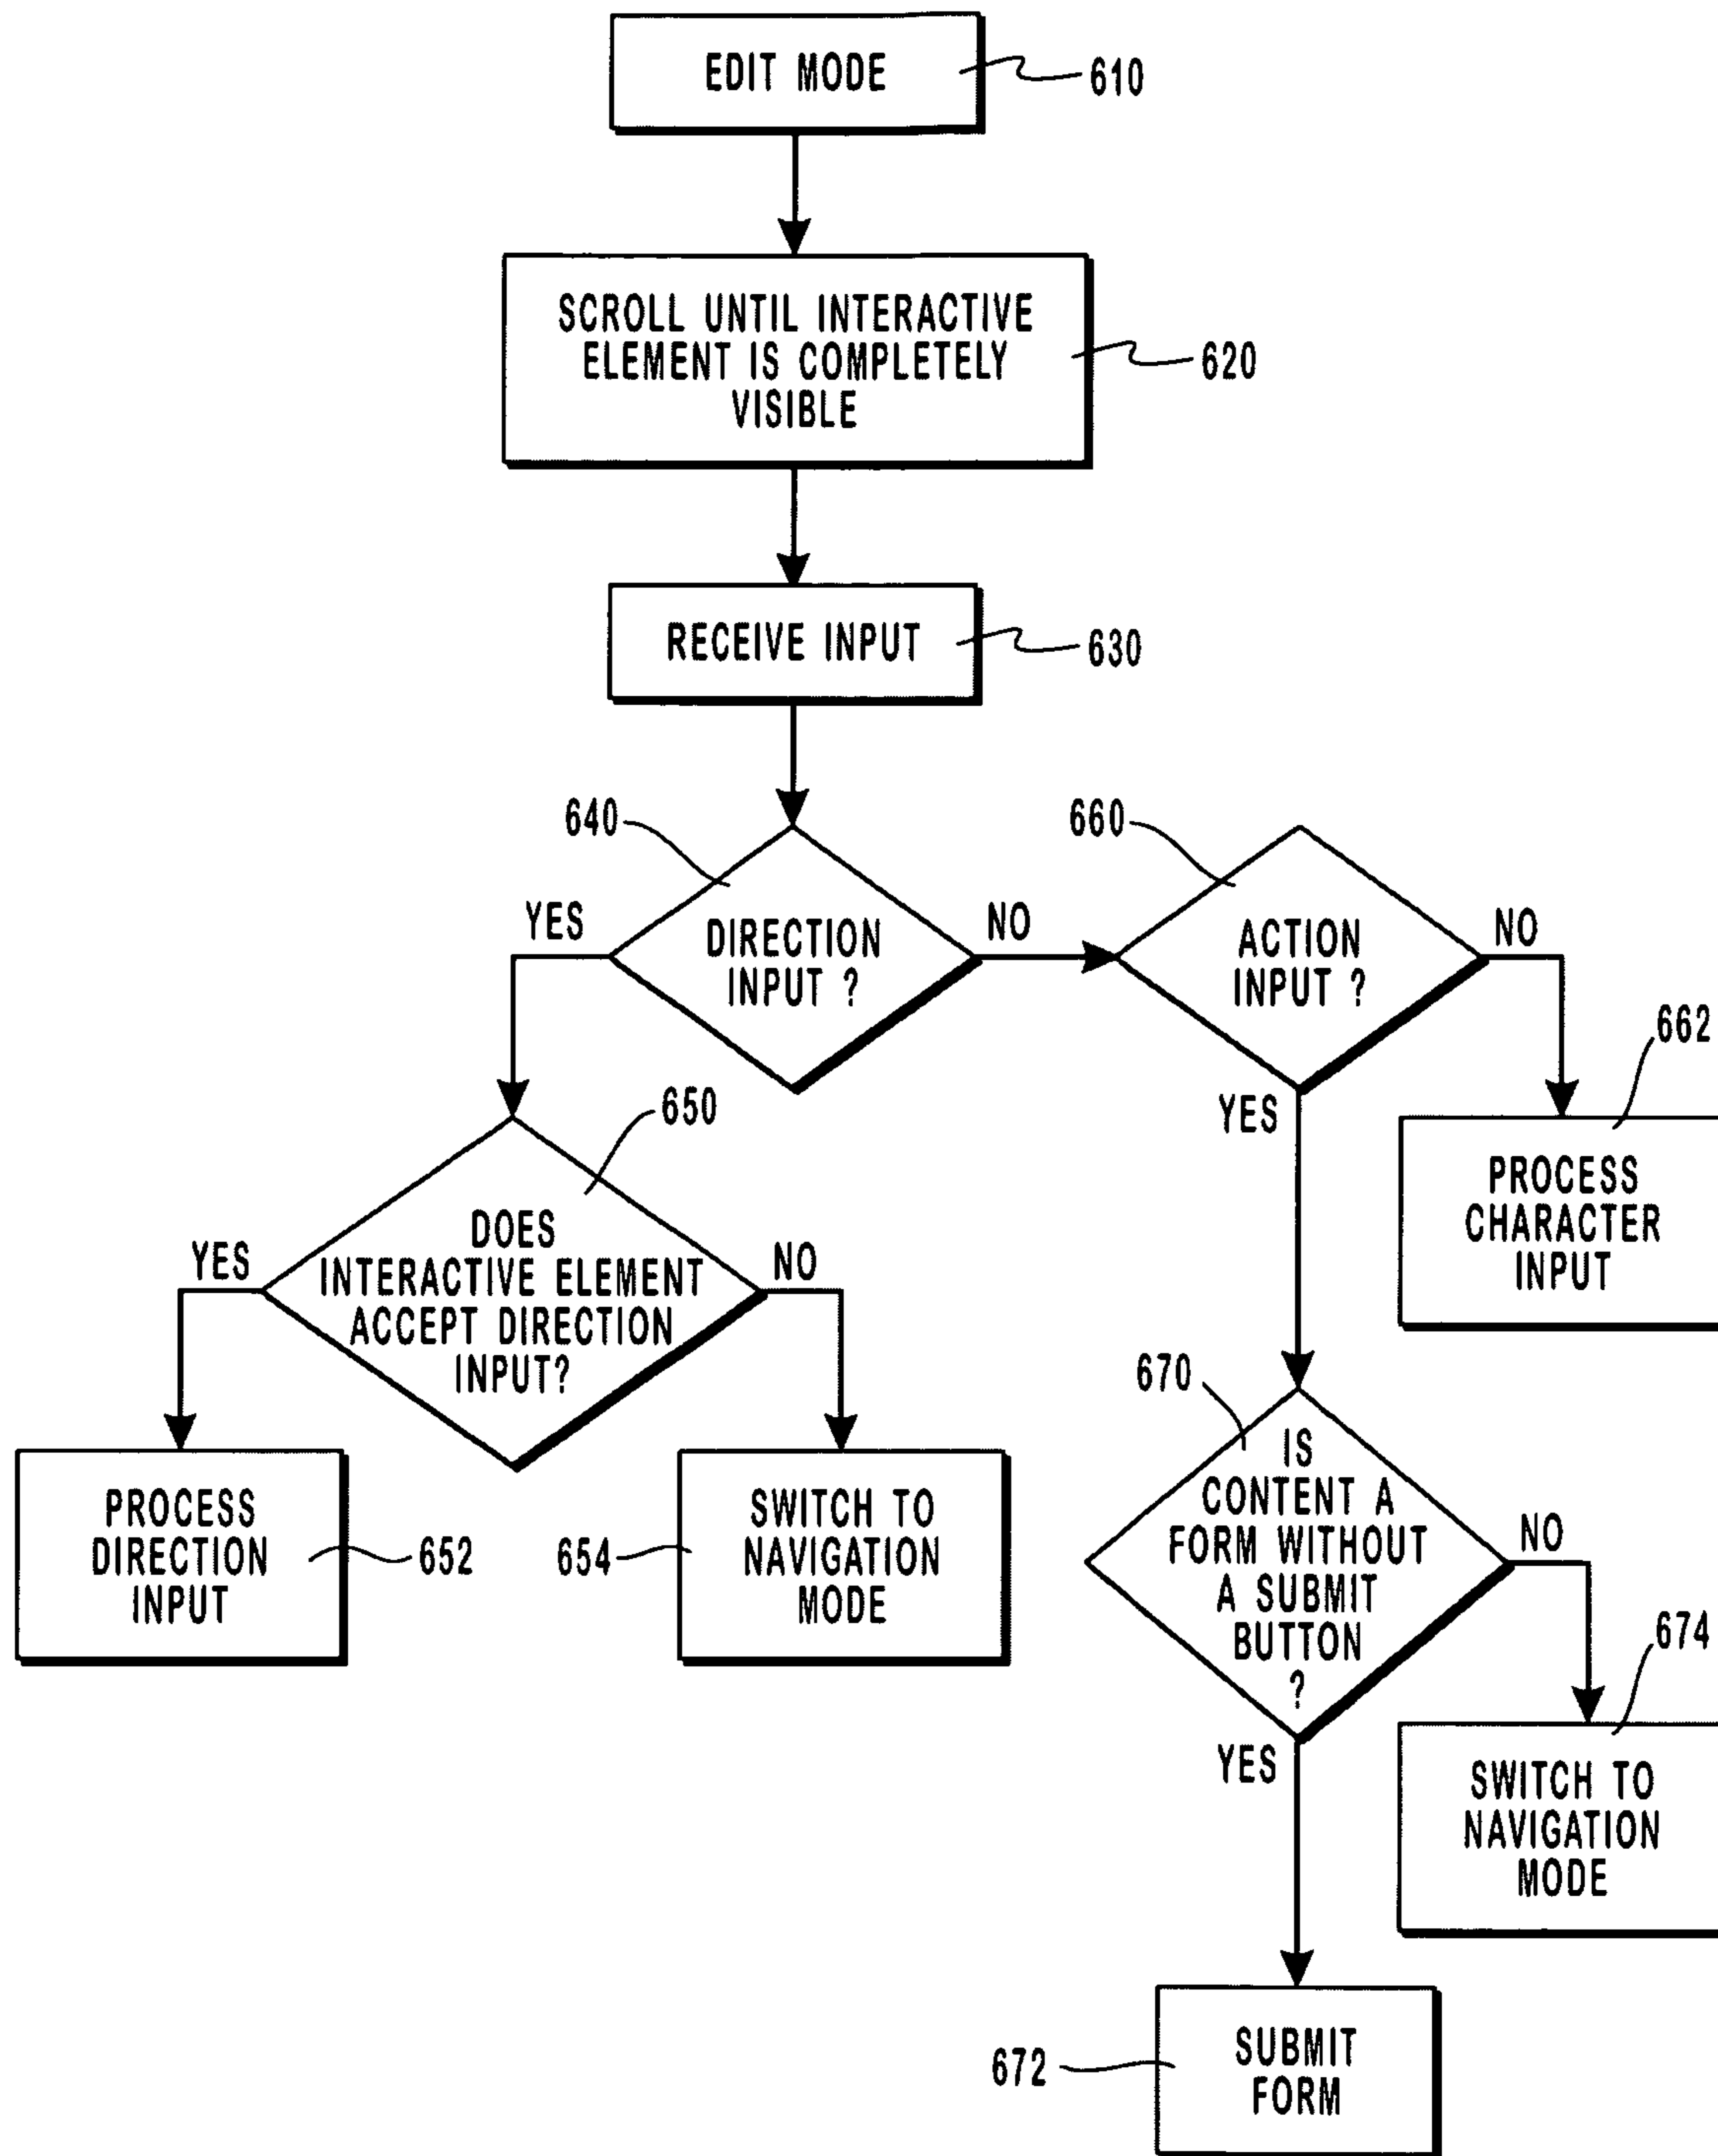 EDIT MODE
610
SCROLL UNTIL INTERACTIVE
ELEMENT IS COMPLETELY
VISIBLE
620
RECEIVE INPUT
630
640
660
YES
DIRECTION
INPUT ?
NO
ACTION
INPUT ?
NO
662
650
YES
PROCESS
CHARACTER
INPUT
YES
DOES
INTERACTIVE ELEMENT
ACCEPT DIRECTION
INPUT?
NO
670
PROCESS
DIRECTION
INPUT
652
654
SWITCH TO
NAVIGATION
MODE
IS
CONTENT A
FORM WITHOUT
A SUBMIT
BUTTON
?
NO
674
YES
SWITCH TO
NAVIGATION
MODE
672
SUBMIT
FORM